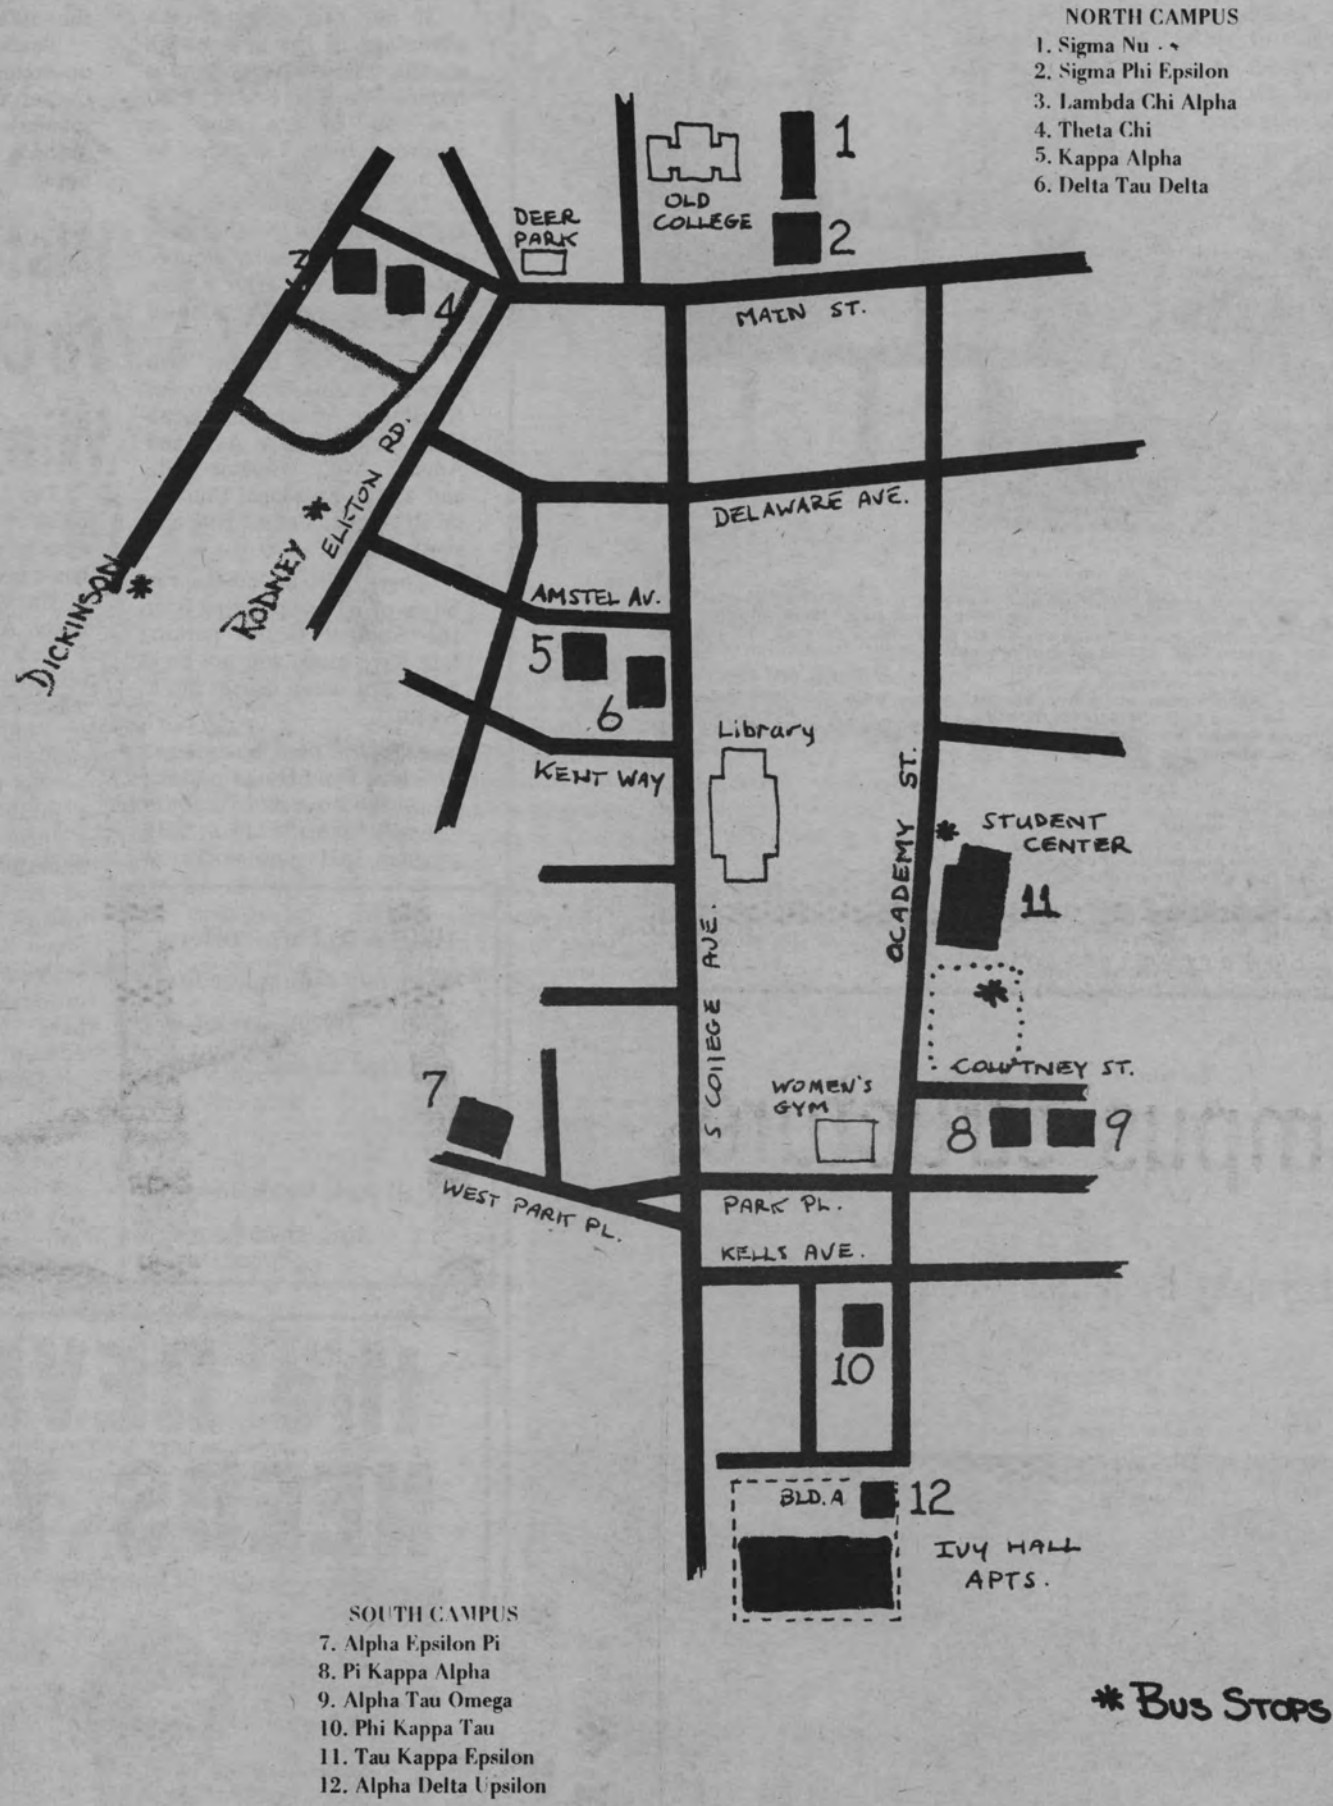 NORTH CAMPUS
1. Sigma Nu
2. Sigma Phi Epsilon
3. Lambda Chi Alpha
4. Theta Chi
5. Kappa Alpha
6. Delta Tau Delta
1
OLD
COLLEGE
2
DEER
PARK
3
4
MAIN ST.
ELKTON RD.
DELAWARE AVE.
RODNEY *
DICKINSON *
AMSTEL AV.
5
6
Library
KENT WAY
ACADEMY ST.
* STUDENT
CENTER
11
S. COllEGE AVE.
*
COURTNEY ST.
7
WOMEN'S
GYM
8
9
WEST PARK PL.
PARK PL.
KELLS AVE.
10
BLD. A
12
IVY HALL
APTS.
SOUTH CAMPUS
7. Alpha Epsilon Pi
8. Pi Kappa Alpha
9. Alpha Tau Omega
10. Phi Kappa Tau
11. Tau Kappa Epsilon
12. Alpha Delta Upsilon
* BUS STOPS